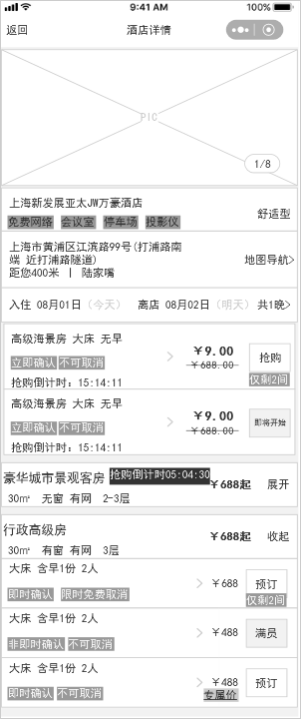 9:41 AM 100%
返回 酒店详情
PIC
1/8
上海新发展亚太JW万豪酒店
免费网络 会议室 停车场 投影仪 舒适型
上海市黄浦区江滨路99号(打浦路南
端 近打浦路隧道) 地图导航>
距您400米 | 陆家嘴
入住 08月01日 (今天) 离店 08月02日 (明天) 共1晚>
高级海景房 大床 无早
立即确认 不可取消 ¥9.00 抢购
¥688.00
抢购倒计时：15:14:11 仅剩2间
高级海景房 大床 无早
立即确认 不可取消 ¥9.00 即将开始
¥688.00
抢购倒计时：15:14:11
豪华城市景观客房 抢购倒计时05:04:30 ¥688起 展开
30㎡ 无窗 有网 2-3层
行政高级房 ¥688起 收起
30㎡ 有窗 有网 3层
大床 含早1份 2人
即时确认 限时免费取消 ¥688 预订
仅剩2间
大床 含早1份 2人
非即时确认 不可取消 ¥488 满员
大床 含早1份 2人
即时确认 不可取消 ¥488 预订
专属价